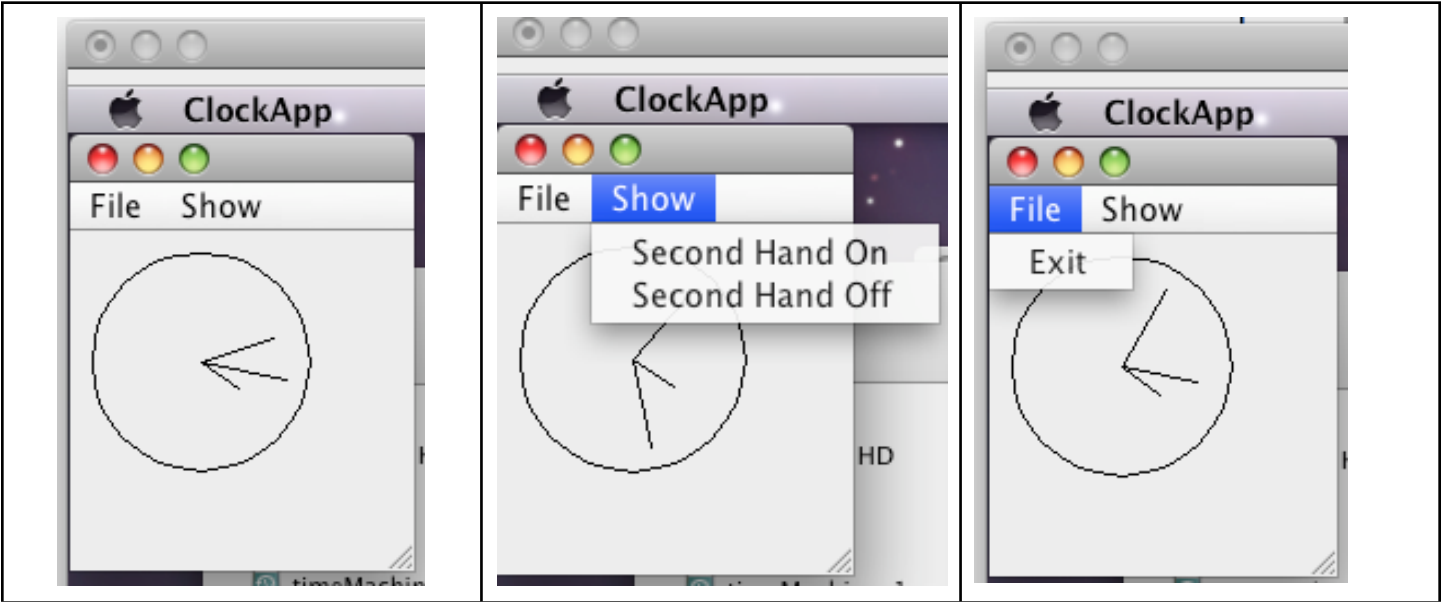 ClockApp
File Show
ClockApp
File Show
Second Hand On
Second Hand Off
HD
ClockApp
File Show
Exit